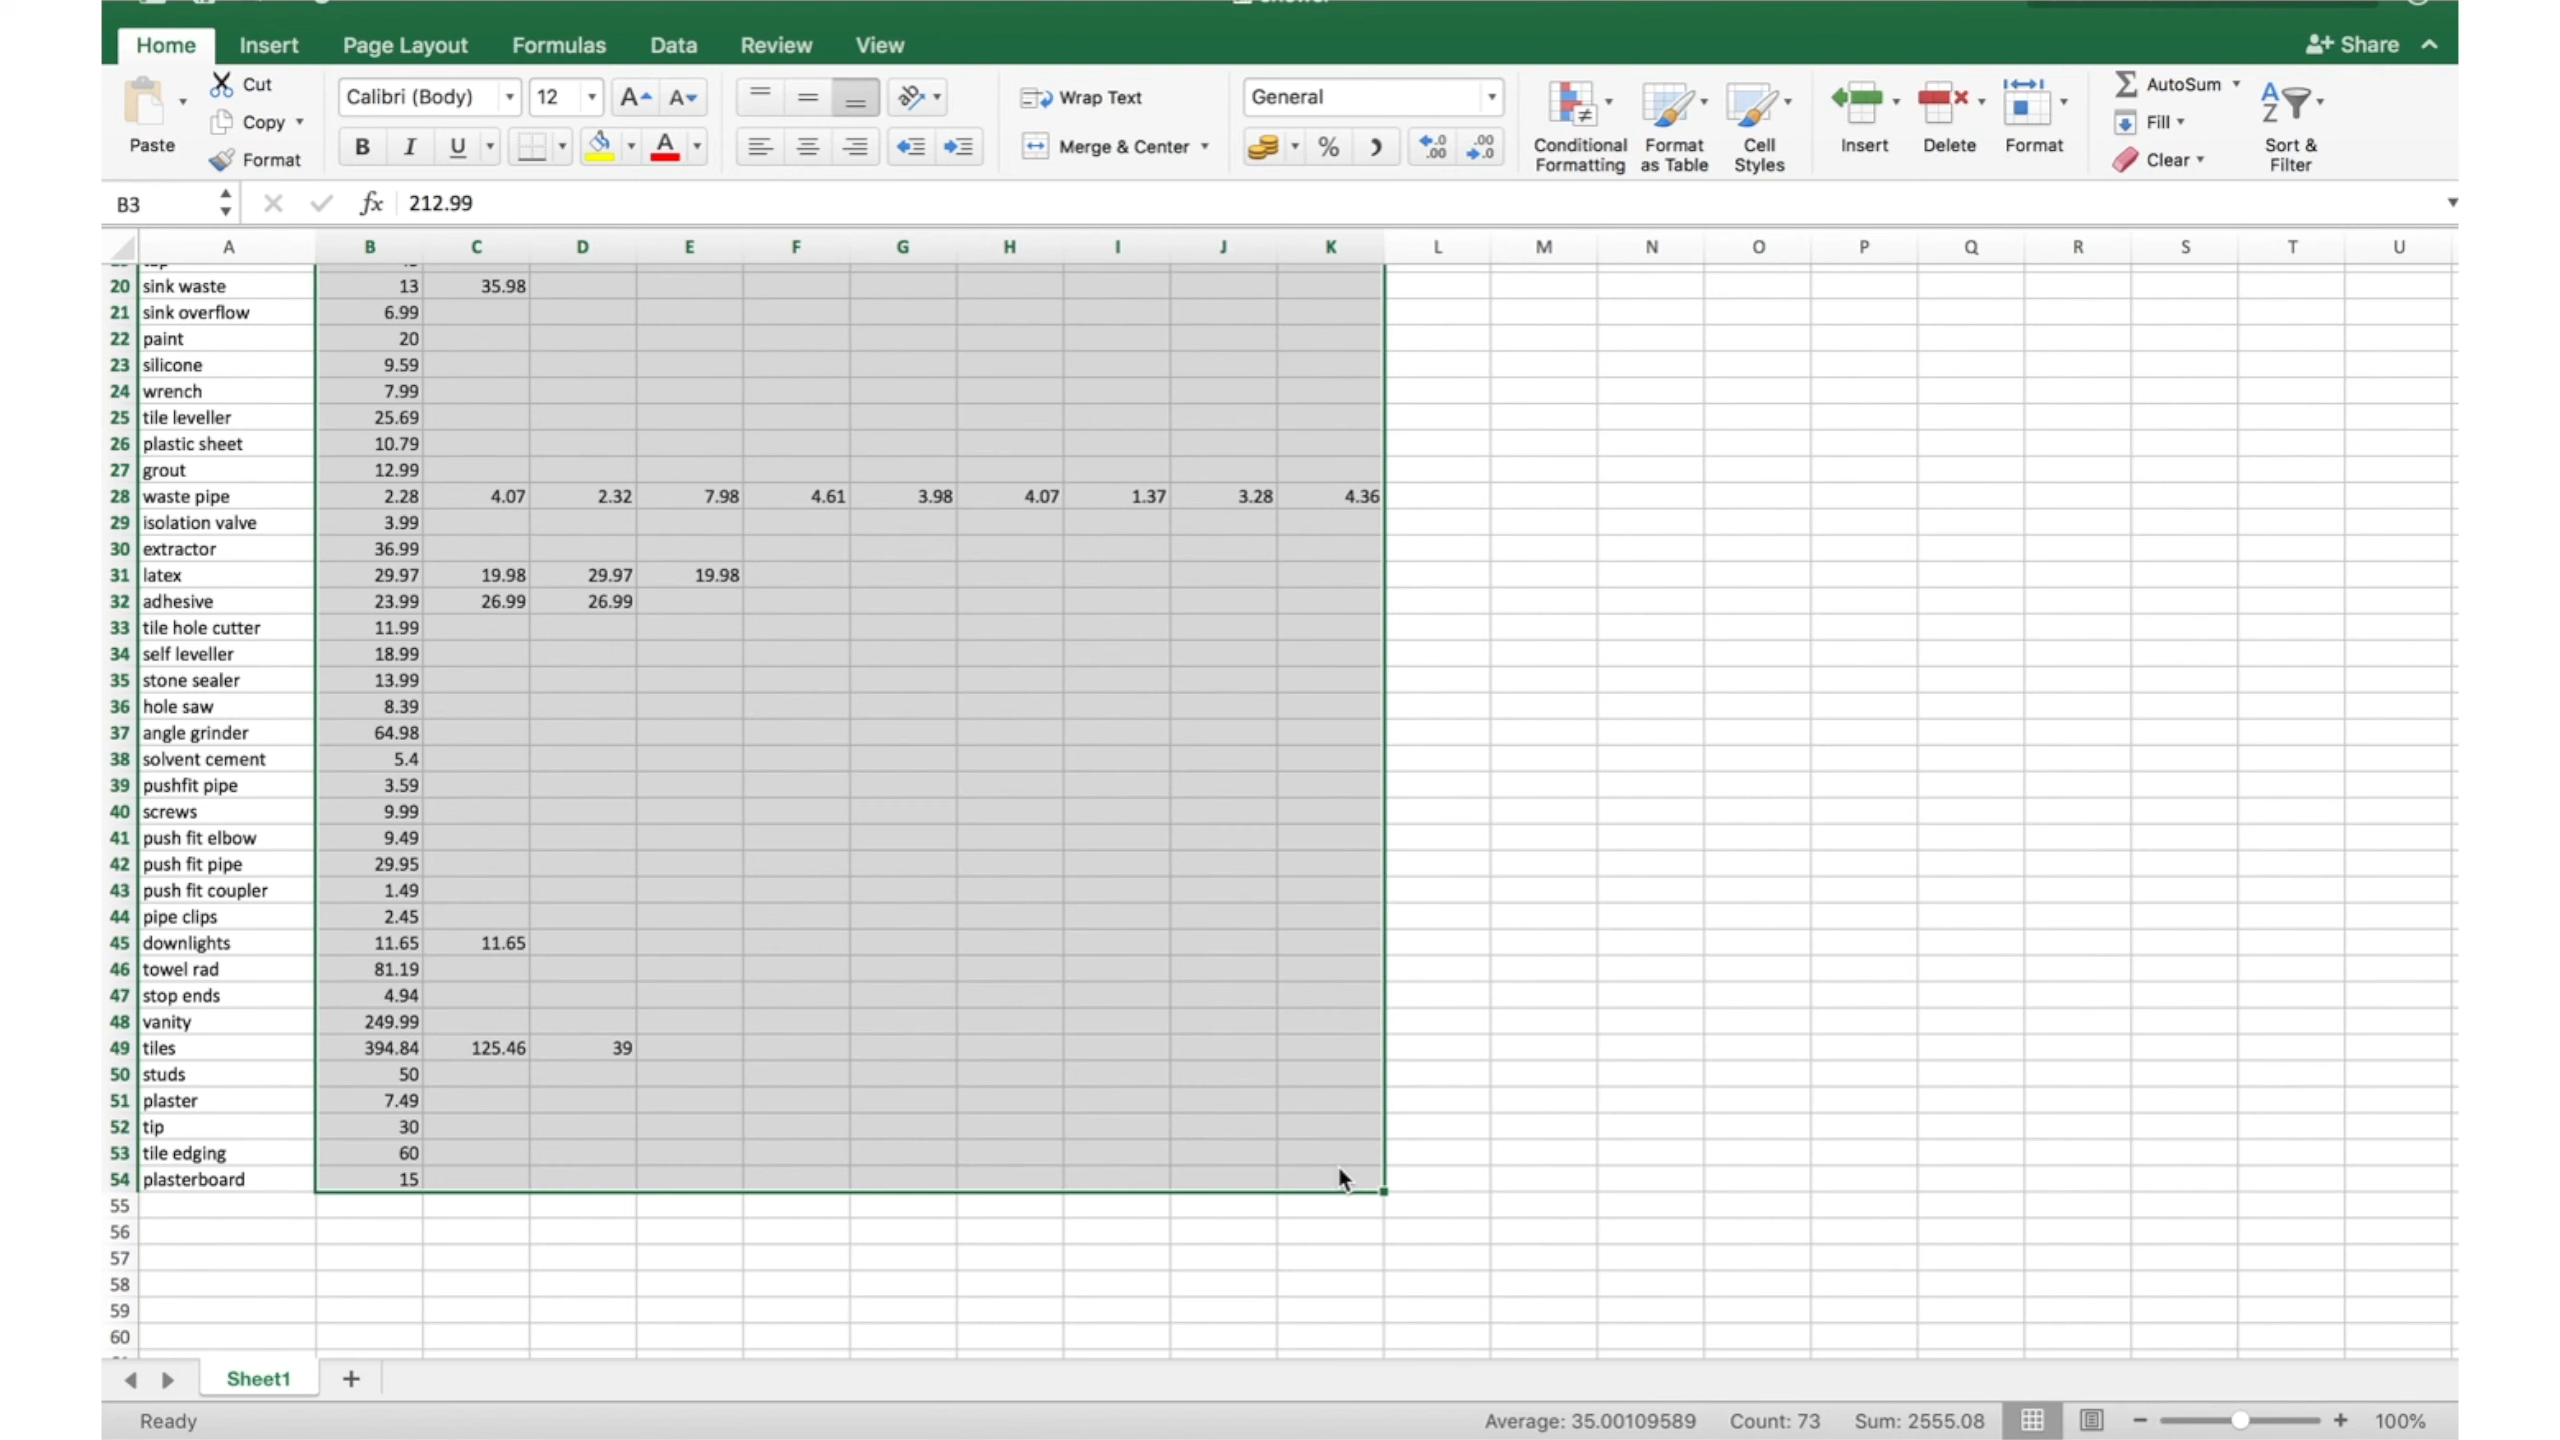 Home Insert Page Layout Formulas Data Review View Share
Paste Cut Copy Format
Calibri (Body) 12
B I U
Wrap Text
Merge & Center
General
Conditional Formatting
Format as Table
Cell Styles
Insert Delete Format
AutoSum Fill Clear
Sort & Filter
B3 fx 212.99
A B C D E F G H I J K L M N O P Q R S T U
20 sink waste 13 35.98
21 sink overflow 6.99
22 paint 20
23 silicone 9.59
24 wrench 7.99
25 tile leveller 25.69
26 plastic sheet 10.79
27 grout 12.99
28 waste pipe 2.28 4.07 2.32 7.98 4.61 3.98 4.07 1.37 3.28 4.36
29 isolation valve 3.99
30 extractor 36.99
31 latex 29.97 19.98 29.97 19.98
32 adhesive 23.99 26.99 26.99
33 tile hole cutter 11.99
34 self leveller 18.99
35 stone sealer 13.99
36 hole saw 8.39
37 angle grinder 64.98
38 solvent cement 5.4
39 pushfit pipe 3.59
40 screws 9.99
41 push fit elbow 9.49
42 push fit pipe 29.95
43 push fit coupler 1.49
44 pipe clips 2.45
45 downlights 11.65 11.65
46 towel rad 81.19
47 stop ends 4.94
48 vanity 249.99
49 tiles 394.84 125.46 39
50 studs 50
51 plaster 7.49
52 tip 30
53 tile edging 60
54 plasterboard 15
55
56
57
58
59
60
Sheet1 +
Ready Average: 35.00109589 Count: 73 Sum: 2555.08 100%